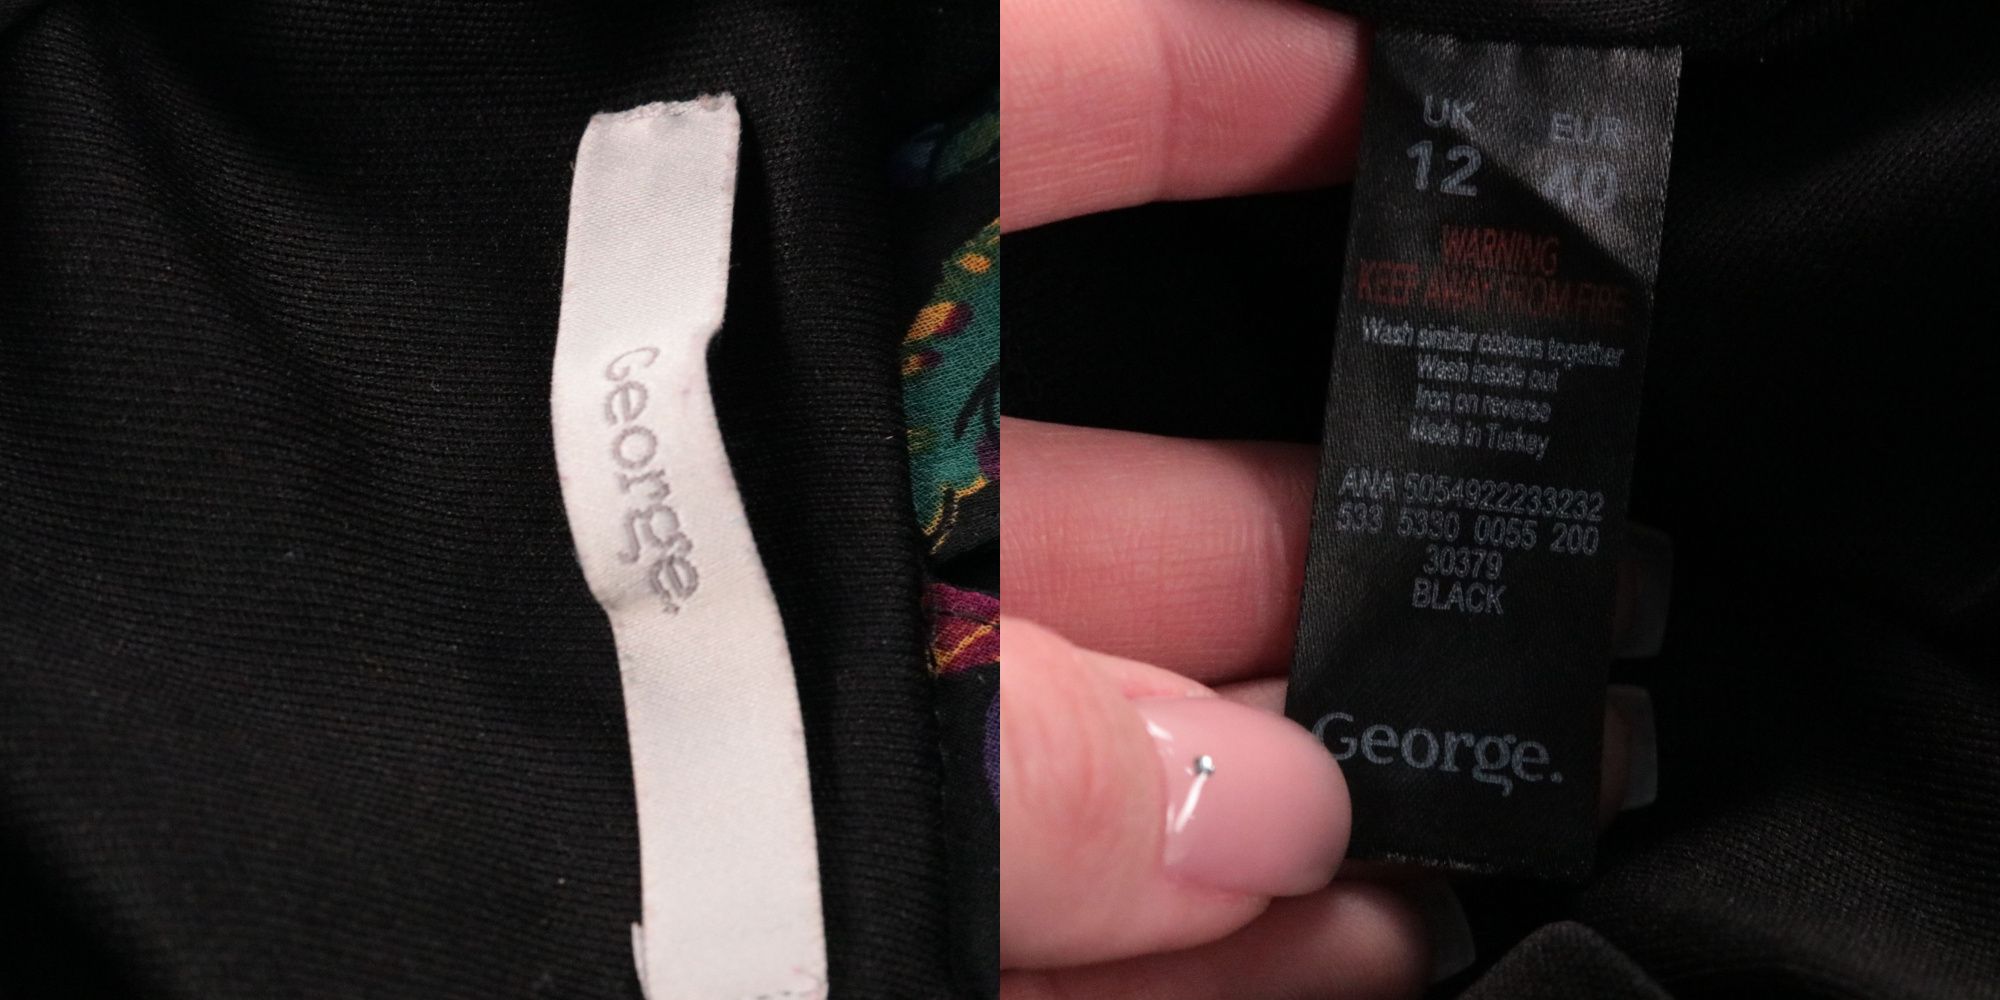 George.
UK EUR
12 40
WARNING
KEEP AWAY FROM FIRE
Wash similar colours together
Wash inside out
Iron on reverse
Made in Turkey
ANA 5054922233232
533 5330 0055 200
30379
BLACK
George.